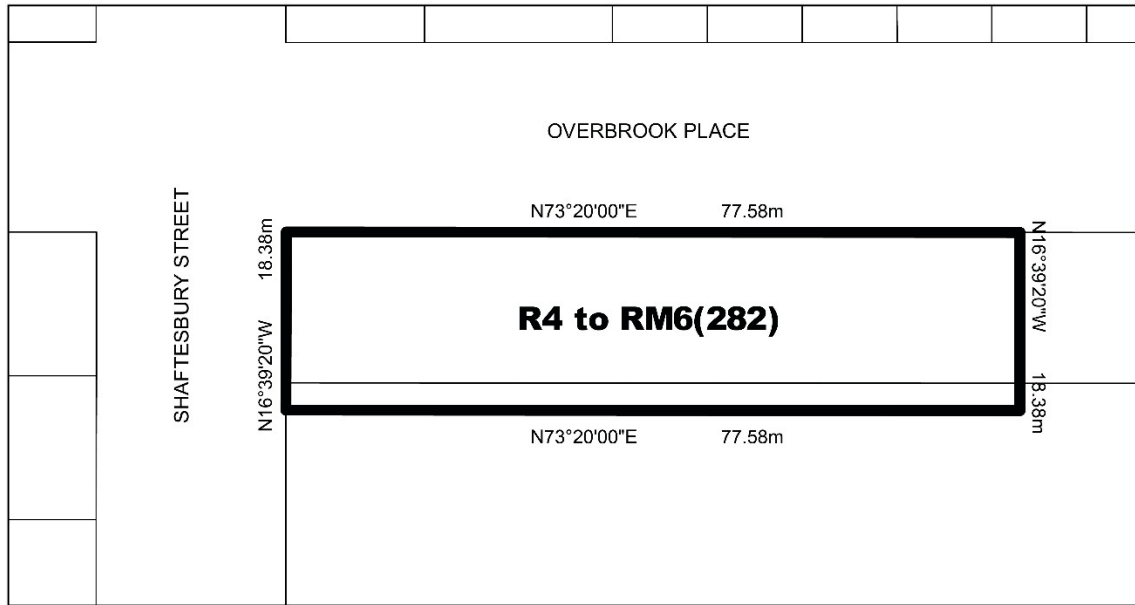 OVERBROOK PLACE
SHAFTESBURY STREET
N73°20'00"E 77.58m
N16°39'20"W 18.38m
R4 to RM6(282)
N16°39'20"W 18.38m
N73°20'00"E 77.58m